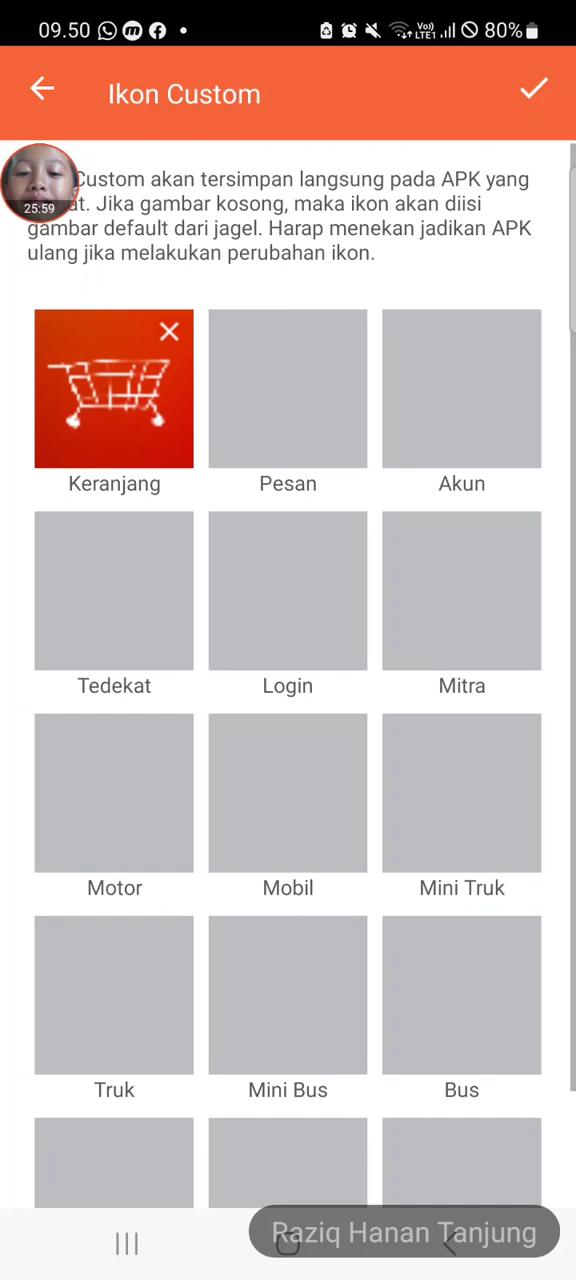 09.50
Vo))
LTE1
80%
Ikon Custom
25:59
Custom akan tersimpan langsung pada APK yang
at. Jika gambar kosong, maka ikon akan diisi
gambar default dari jagel. Harap menekan jadikan APK
ulang jika melakukan perubahan ikon.
Keranjang
Pesan
Akun
Tedekat
Login
Mitra
Motor
Mobil
Mini Truk
Truk
Mini Bus
Bus
Raziq Hanan Tanjung